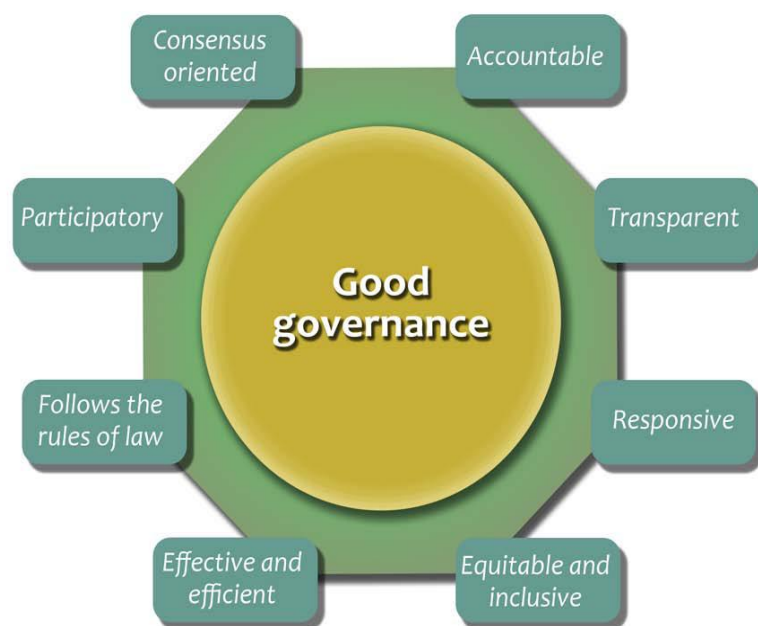 Consensus
oriented
Accountable
Participatory
Transparent
Good
governance
Follows the
rules of law
Responsive
Effective and
efficient
Equitable and
inclusive